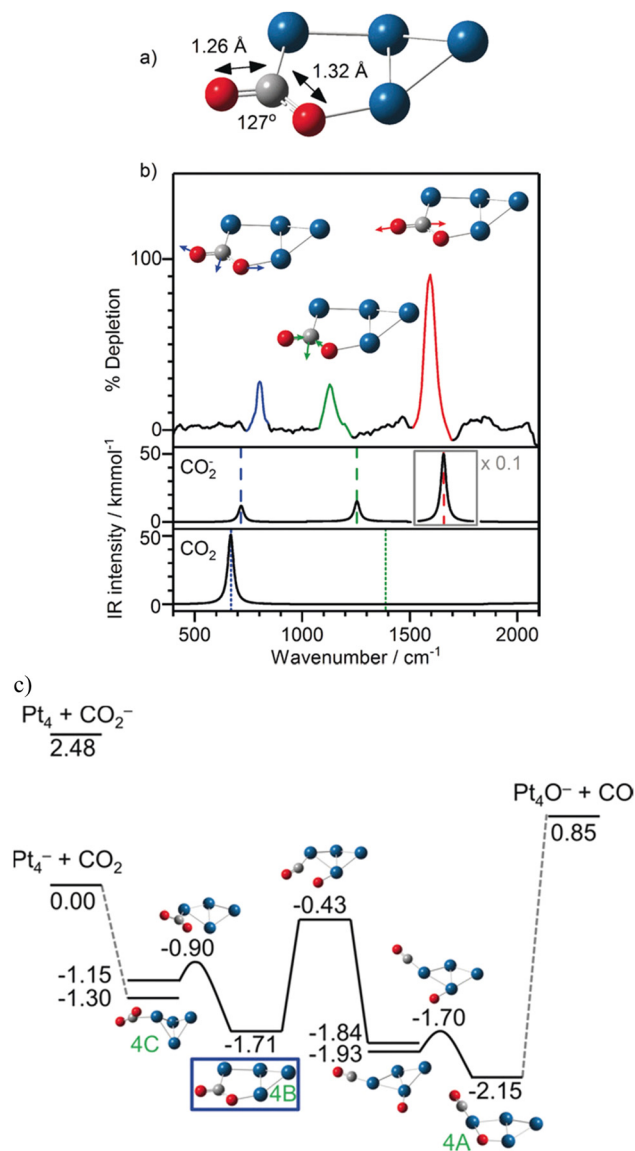 a)
1.26 Å
1.32 Å
127º
b)
% Depletion
100
0
CO₂⁻
x 0.1
50
0
CO₂
50
0
IR intensity / kmmol⁻¹
500 1000 1500 2000
Wavenumber / cm⁻¹
c)
Pt₄ + CO₂⁻
2.48
Pt₄O⁻ + CO
0.85
Pt₄⁻ + CO₂
0.00
-0.43
-0.90
-1.15
-1.30
4C
-1.71
4B
-1.84
-1.93
-1.70
-2.15
4A